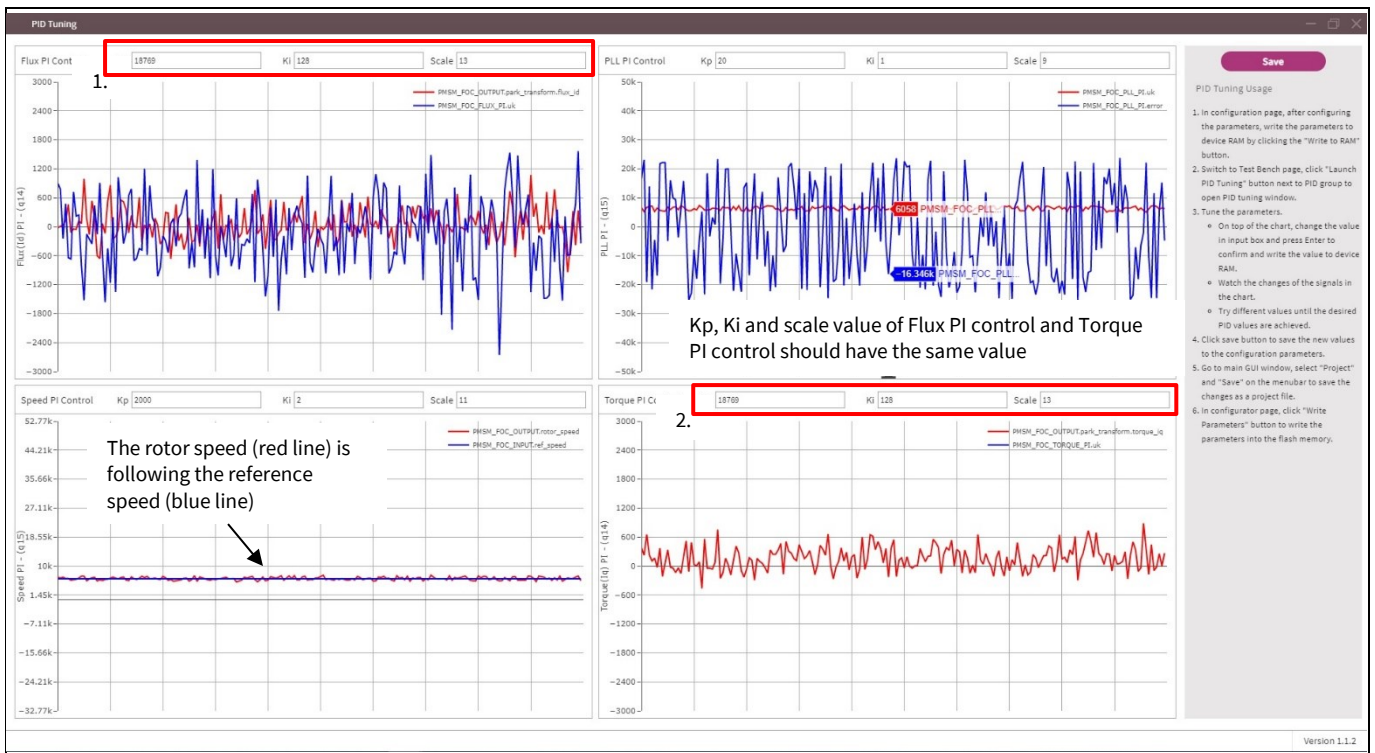 PID Tuning
Flux PI Cont
18769
Ki 128
Scale 13
1.
PMSM_FOC_OUTPUT.park_transform.flux_id
PMSM_FOC_FLUX_PI.uk
3000
2400
1800
1200
600
0
−600
−1200
−1800
−2400
−3000
Flux(Id) PI - (q14)
PLL PI Control
Kp 20
Ki 1
Scale 9
PMSM_FOC_PLL_PI.uk
PMSM_FOC_PLL_PI.error
50k
40k
30k
20k
10k
0
−10k
−20k
−30k
−40k
−50k
PLL PI - (q15)
6058 PMSM_FOC_PLL...
−16.346k PMSM_FOC_PLL...
Kp, Ki and scale value of Flux PI control and Torque
PI control should have the same value
Speed PI Control
Kp 2000
Ki 2
Scale 11
PMSM_FOC_OUTPUT.rotor_speed
PMSM_FOC_INPUT.ref_speed
52.77k
44.21k
35.66k
27.11k
18.55k
10k
1.45k
−7.11k
−15.66k
−24.21k
−32.77k
Speed PI - (q15)
The rotor speed (red line) is
following the reference
speed (blue line)
Torque PI Co
18769
Ki 128
Scale 13
2.
PMSM_FOC_OUTPUT.park_transform.torque_iq
PMSM_FOC_TORQUE_PI.uk
3000
2400
1800
1200
600
0
−600
−1200
−1800
−2400
−3000
Torque(Iq) PI - (q14)
Save
PID Tuning Usage
1. In configuration page, after configuring
the parameters, write the parameters to
device RAM by clicking the "Write to RAM"
button.
2. Switch to Test Bench page, click "Launch
PID Tuning" button next to PID group to
open PID tuning window.
3. Tune the parameters.
On top of the chart, change the value
in input box and press Enter to
confirm and write the value to device
RAM.
Watch the changes of the signals in
the chart.
Try different values until the desired
PID values are achieved.
4. Click save button to save the new values
to the configuration parameters.
5. Go to main GUI window, select "Project"
and "Save" on the menubar to save the
changes as a project file.
6. In configurator page, click "Write
Parameters" button to write the
parameters into the flash memory.
Version 1.1.2